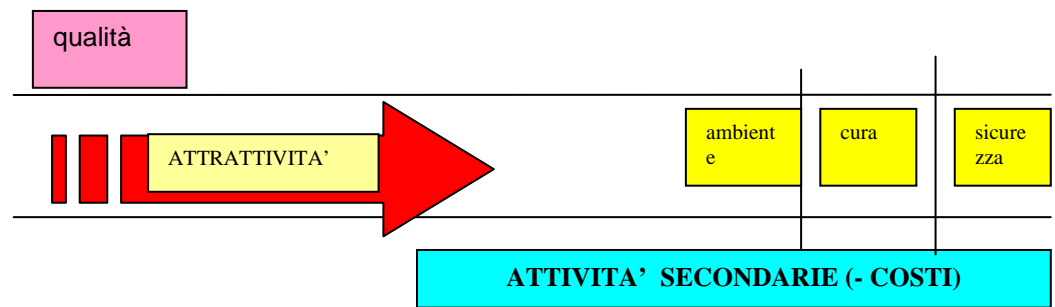 qualità
ATTRATTIVITA’
ambient
e
cura
sicure
zza
ATTIVITA’ SECONDARIE (- COSTI)